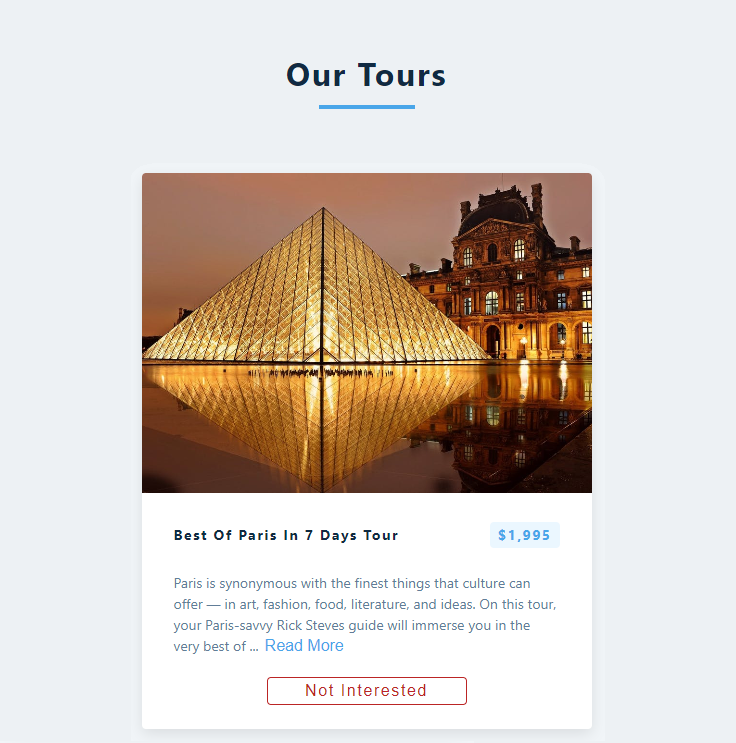 Our Tours
Best Of Paris In 7 Days Tour
$1,995
Paris is synonymous with the finest things that culture can
offer — in art, fashion, food, literature, and ideas. On this tour,
your Paris-savvy Rick Steves guide will immerse you in the
very best of ... Read More
Not Interested